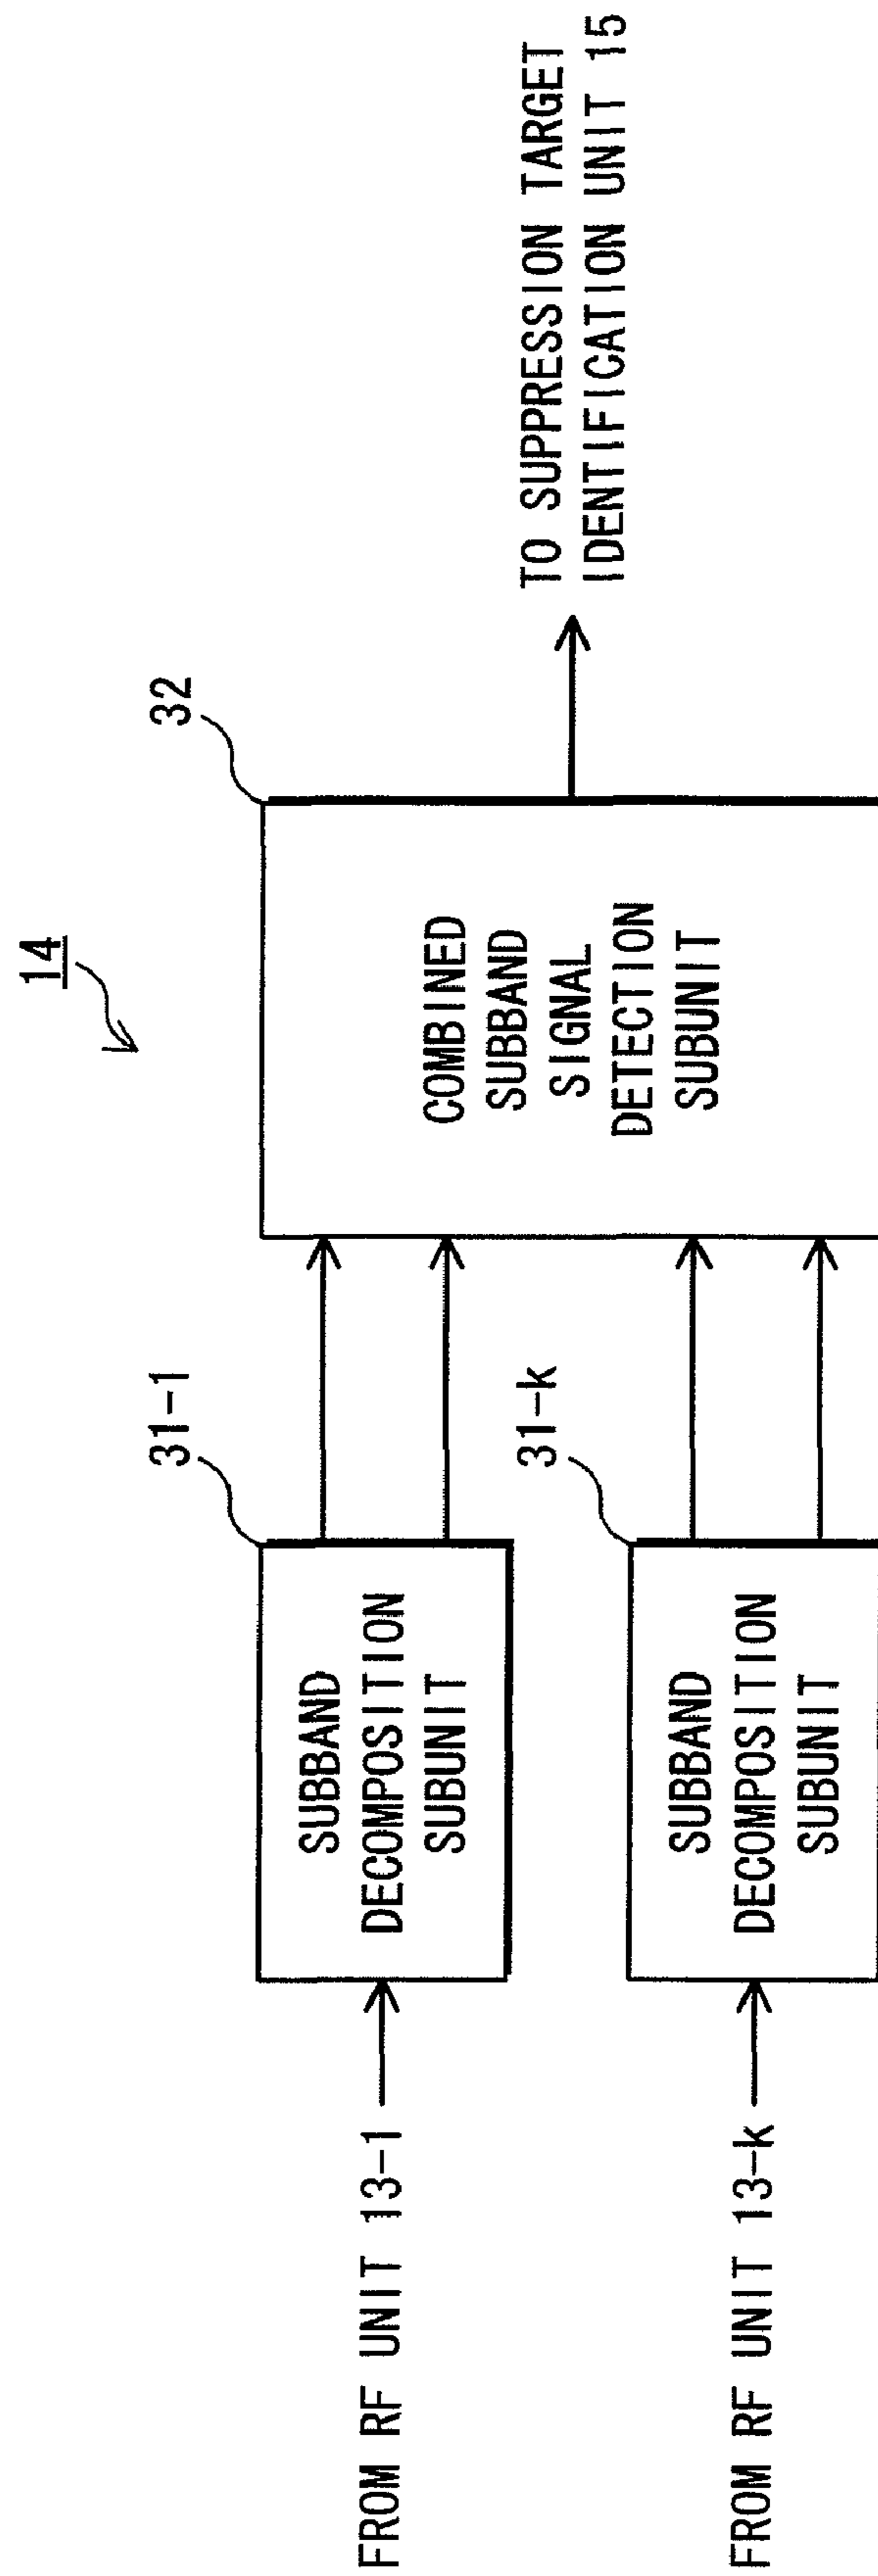 14
FROM RF UNIT 13-1
31-1
SUBBAND
DECOMPOSITION
SUBUNIT
FROM RF UNIT 13-k
31-k
SUBBAND
DECOMPOSITION
SUBUNIT
32
COMBINED
SUBBAND
SIGNAL
DETECTION
SUBUNIT
TO SUPPRESSION TARGET
IDENTIFICATION UNIT 15